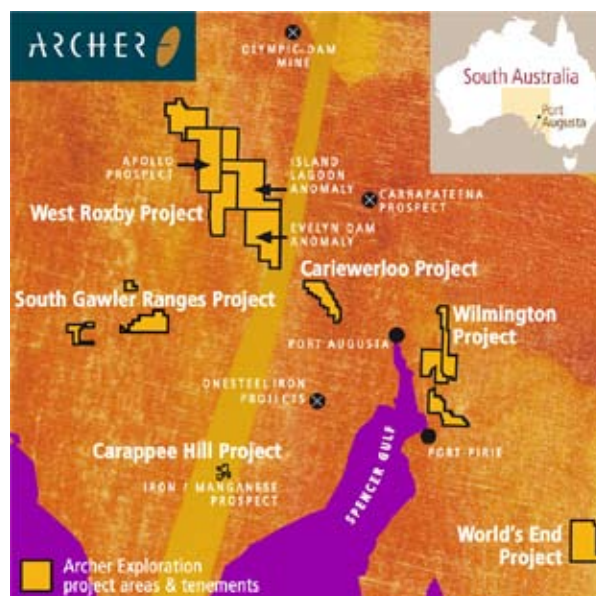 ARCHER
OLYMPIC DAM
MINE
South Australia
Port
Augusta
APOLLO
PROSPECT
ISLAND
LAGOON
ANOMALY
CARRAPATEENA
PROSPECT
West Roxby Project
EVELYN DAM
ANOMALY
Cariewerloo Project
South Gawler Ranges Project
Wilmington
Project
PORT AUGUSTA
ONESTEEL IRON
PROJECTS
SPENCER GULF
PORT PIRIE
Carappee Hill Project
IRON / MANGANESE
PROSPECT
World's End
Project
Archer Exploration
project areas & tenements